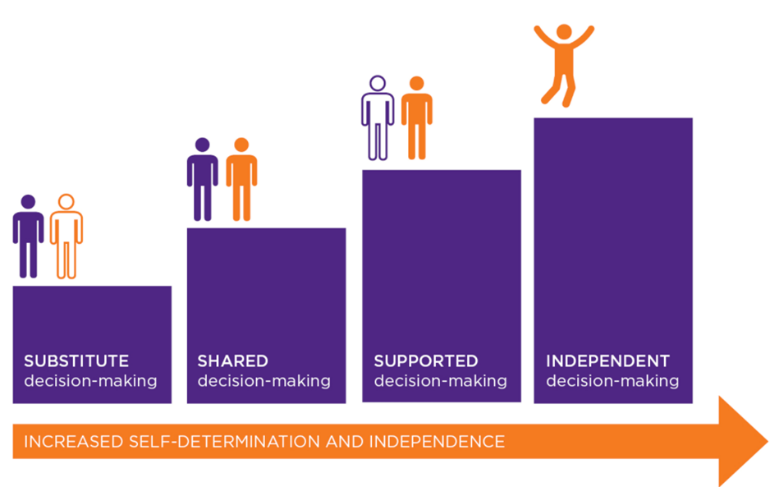 SUBSTITUTE
decision-making
SHARED
decision-making
SUPPORTED
decision-making
INDEPENDENT
decision-making
INCREASED SELF-DETERMINATION AND INDEPENDENCE